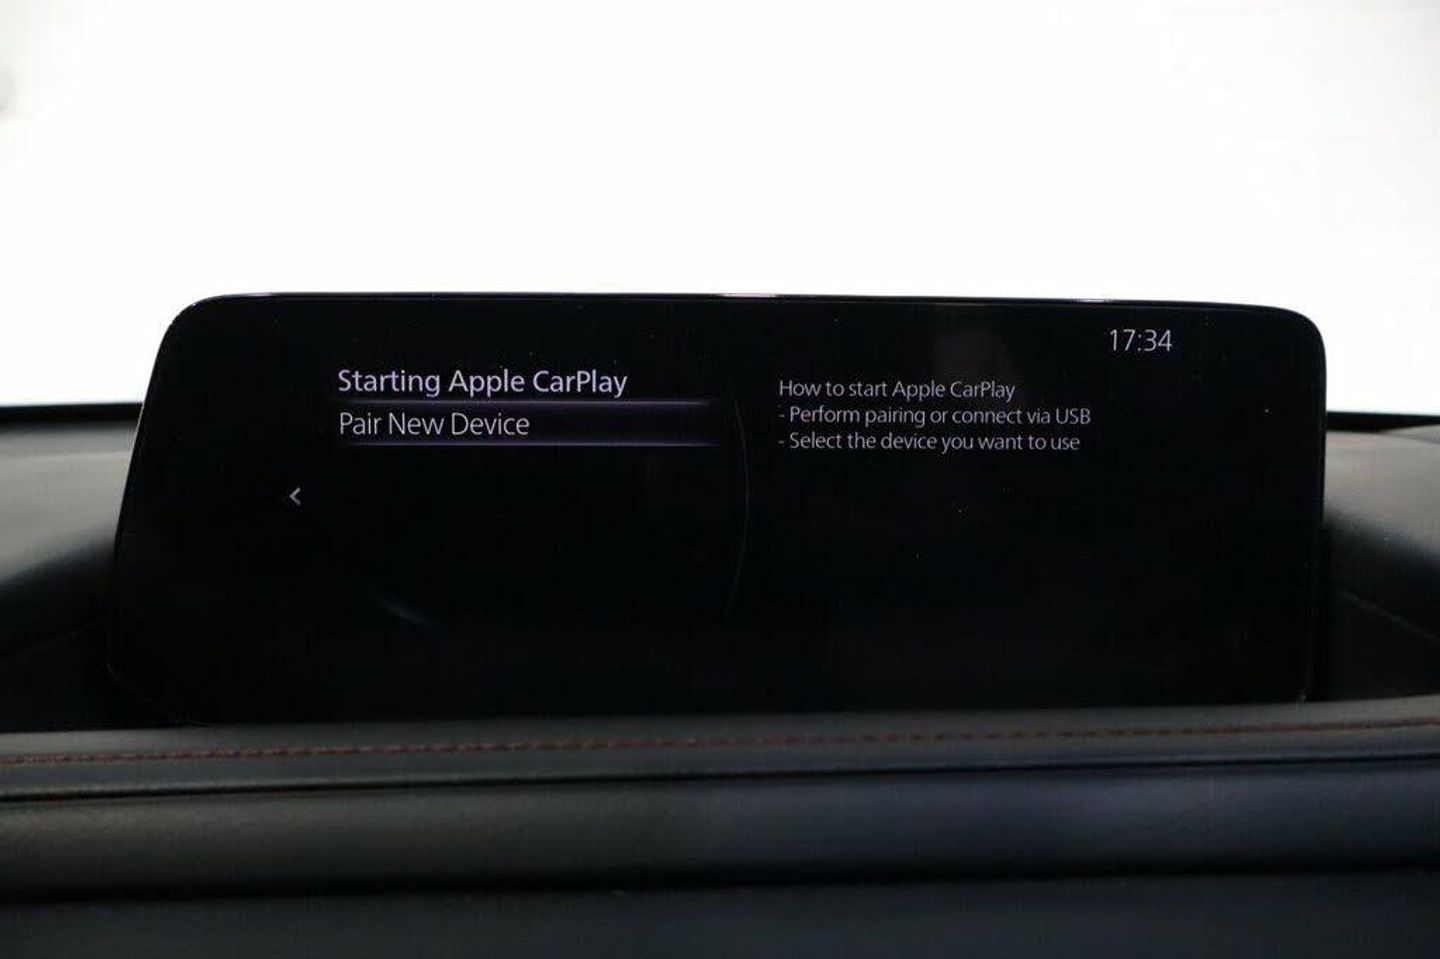 17:34
Starting Apple CarPlay
Pair New Device
How to start Apple CarPlay
- Perform pairing or connect via USB
- Select the device you want to use